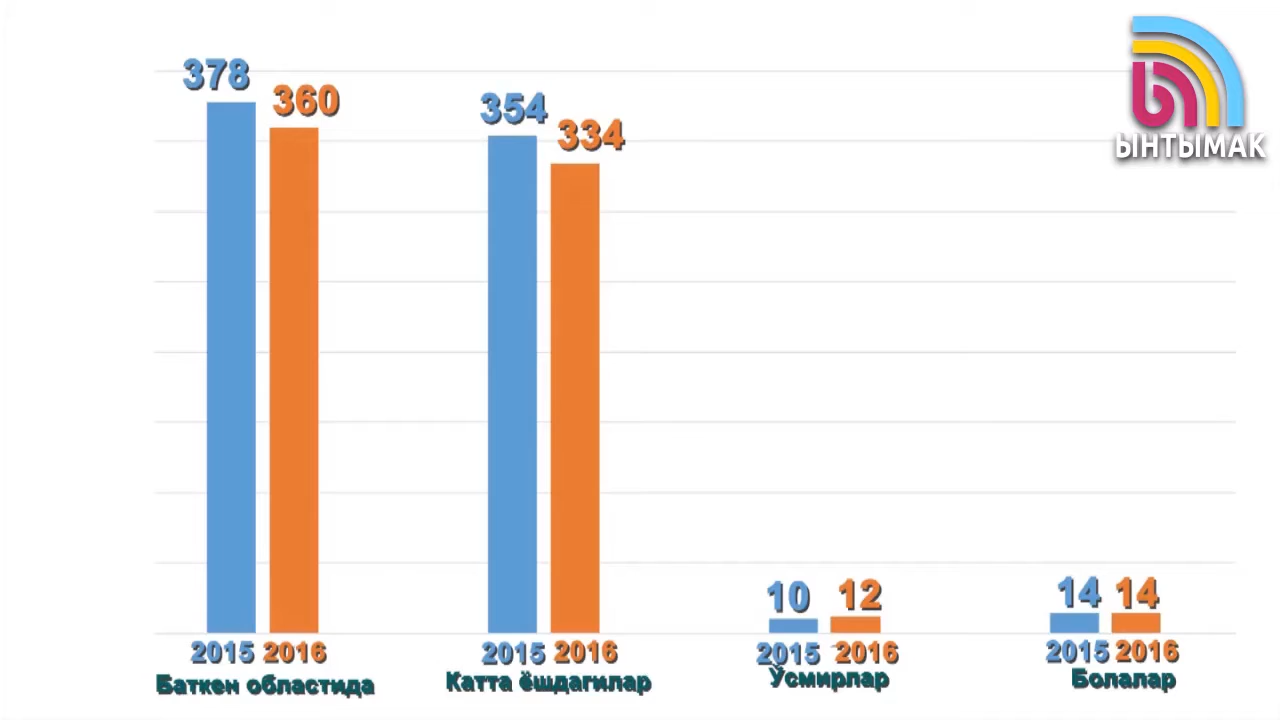 ЫНТЫМАК
378 360 354 334 10 12 14 14
2015 2016 2015 2016 2015 2016 2015 2016
Баткен областида Катта ёшдагилар Ўсмирлар Болалар